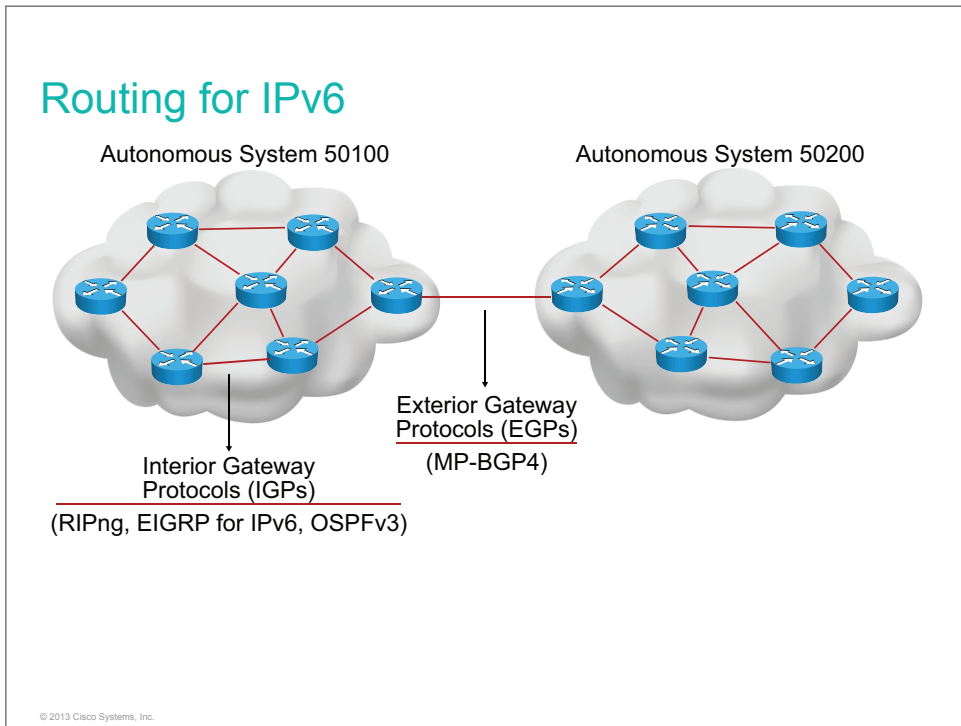 Routing for IPv6
Autonomous System 50100
Autonomous System 50200
Exterior Gateway
Protocols (EGPs)
(MP-BGP4)
Interior Gateway
Protocols (IGPs)
(RIPng, EIGRP for IPv6, OSPFv3)
© 2013 Cisco Systems, Inc.